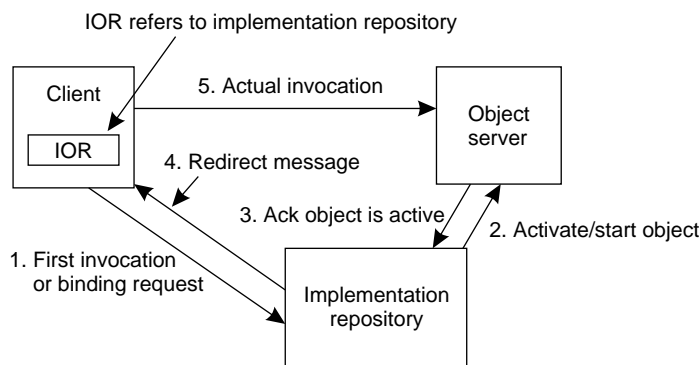 IOR refers to implementation repository
Client
IOR
5. Actual invocation
Object
server
4. Redirect message
3. Ack object is active
2. Activate/start object
1. First invocation
or binding request
Implementation
repository